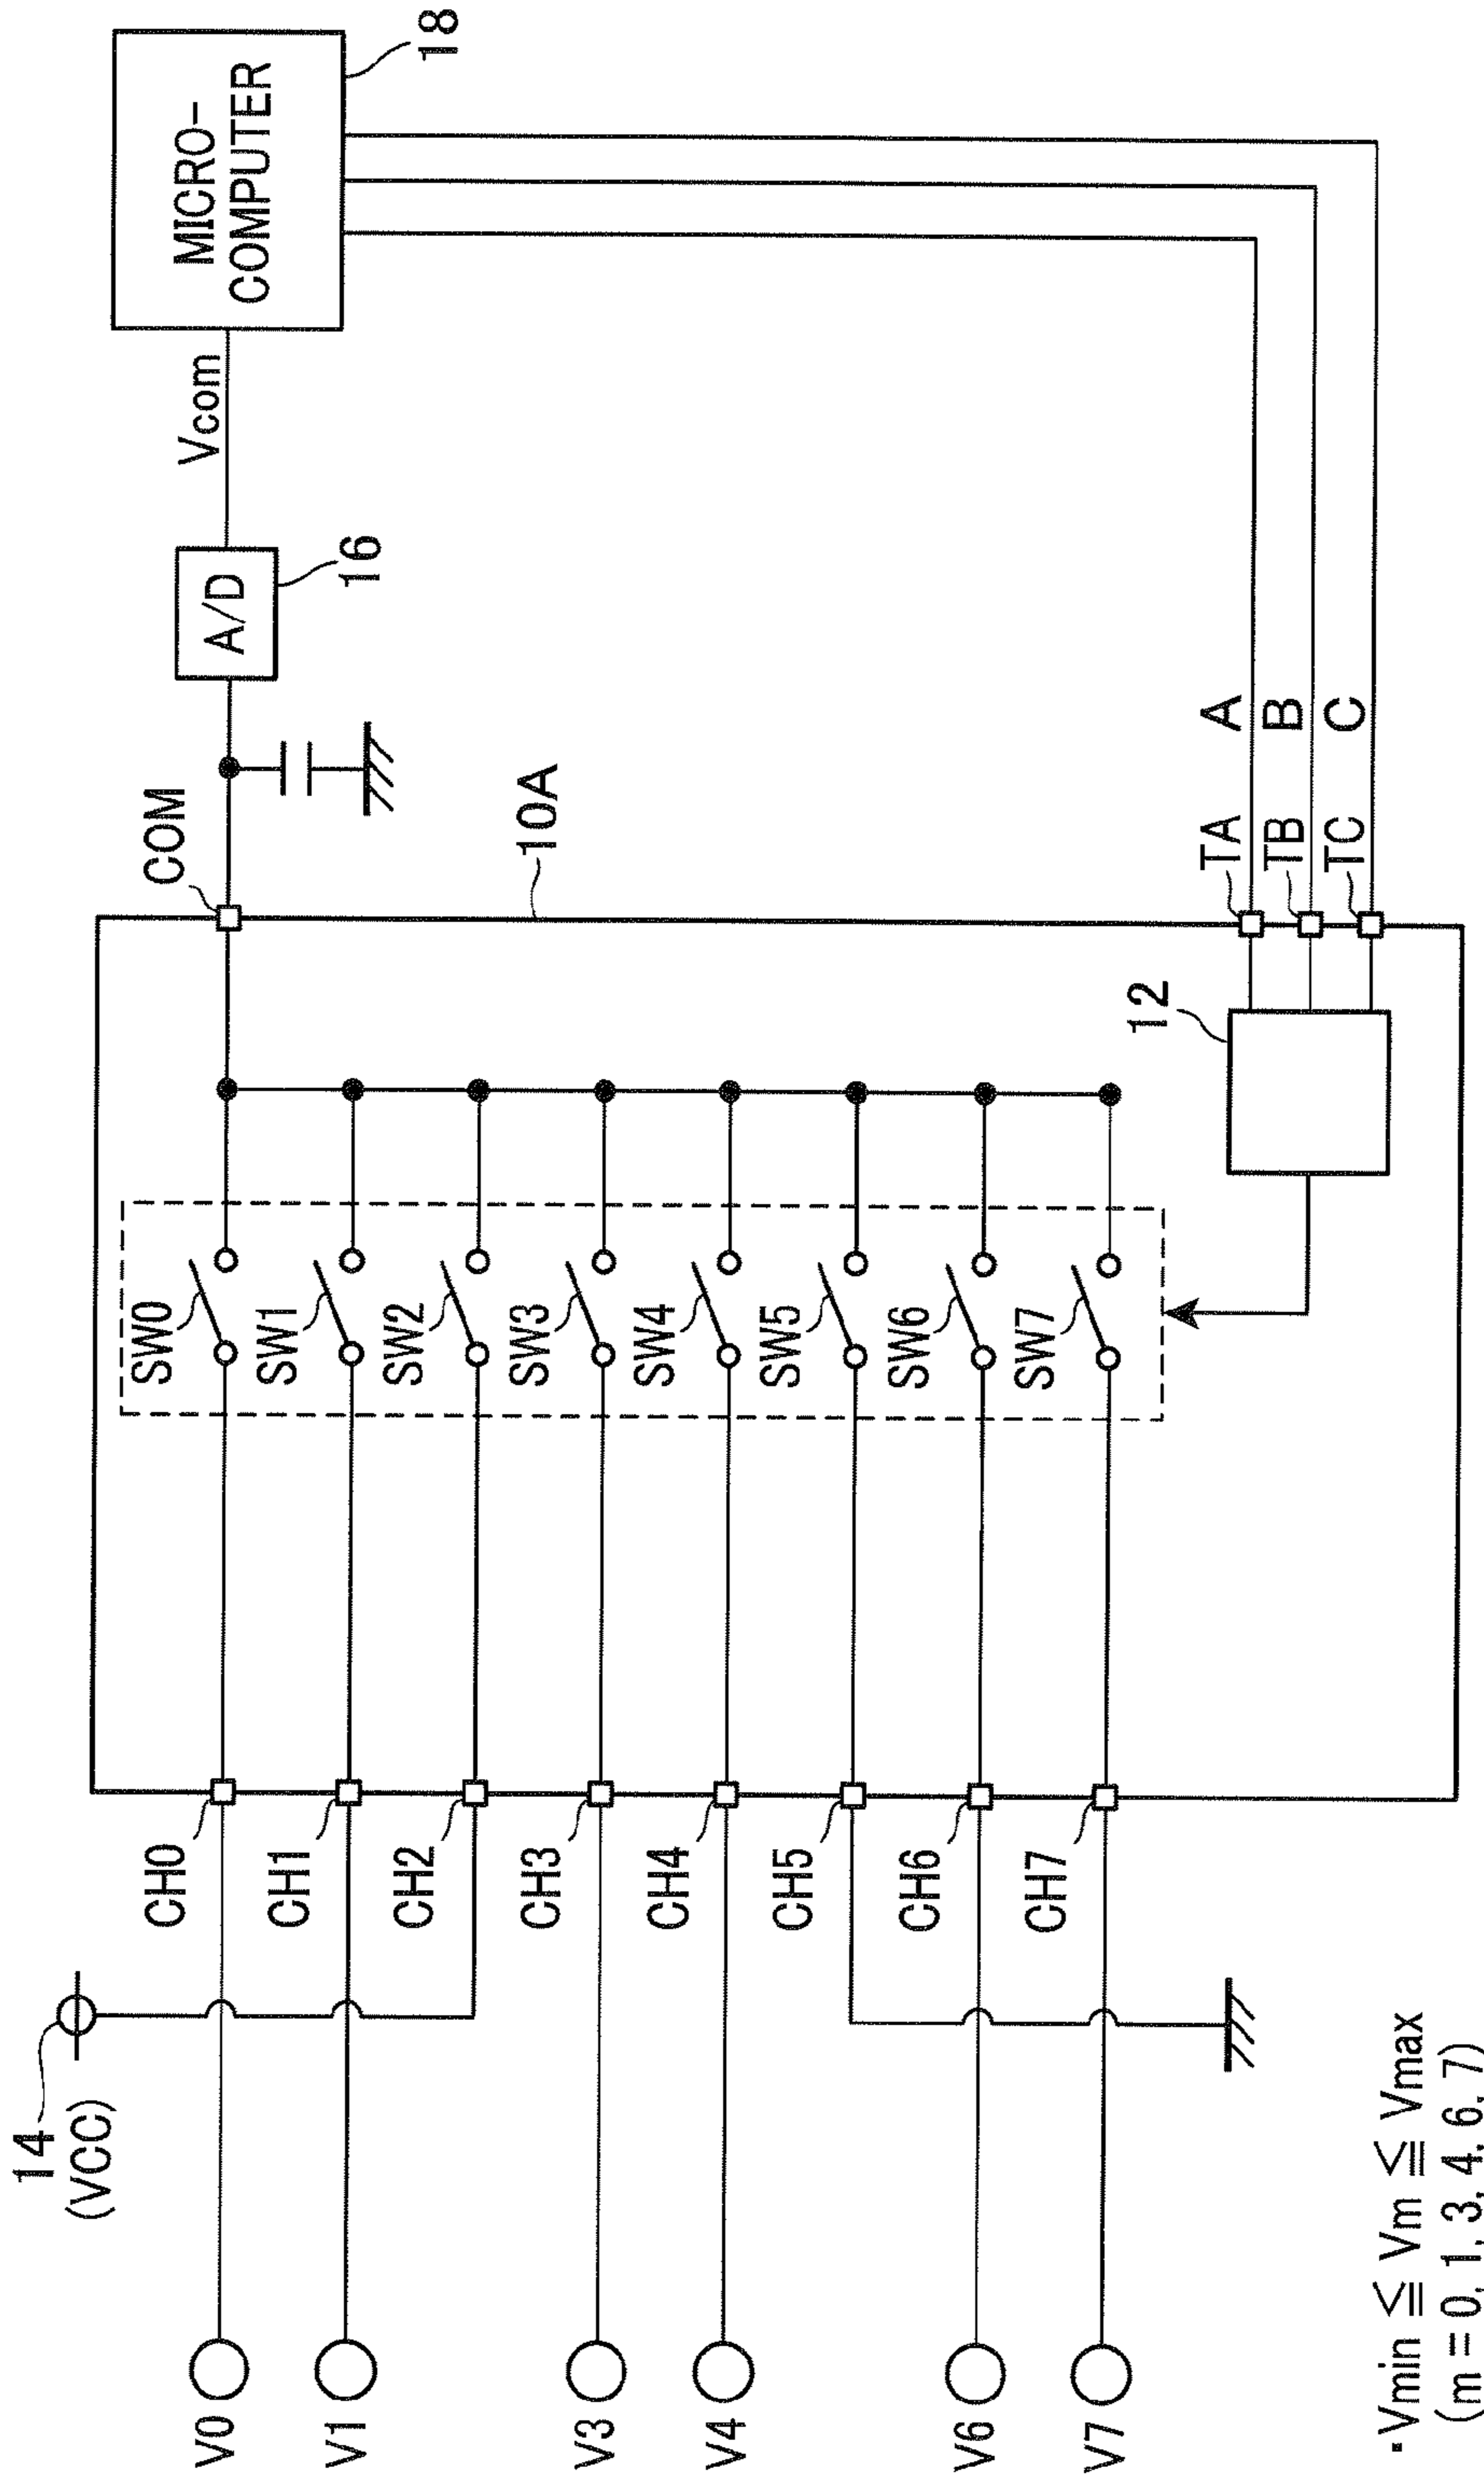 14
(VCC)
V0
V1
V3
V4
V6
V7
CH0
CH1
CH2
CH3
CH4
CH5
CH6
CH7
SW0
SW1
SW2
SW3
SW4
SW5
SW6
SW7
12
10A
COM
TA
TB
TC
A
B
C
A/D
16
Vcom
MICRO-
COMPUTER
18
・Vmin ≦ Vm ≦ Vmax
(m = 0, 1, 3, 4, 6, 7)